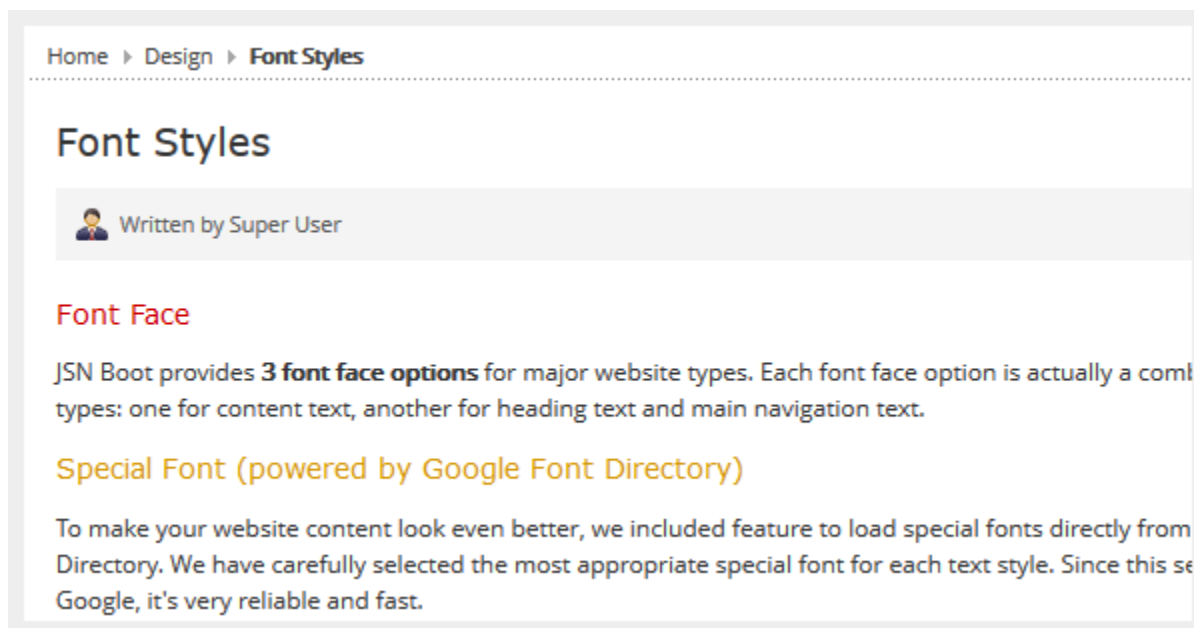 Home Design Font Styles
Font Styles
Written by Super User
Font Face
JSN Boot provides 3 font face options for major website types. Each font face option is actually a
types: one for content text, another for heading text and main navigation text.
Special Font (powered by Google Font Directory)
To make your website content look even better, we included feature to load special fonts directly from
Directory. We have carefully selected the most appropriate special font for each text style. Since this
Google, it's very reliable and fast.